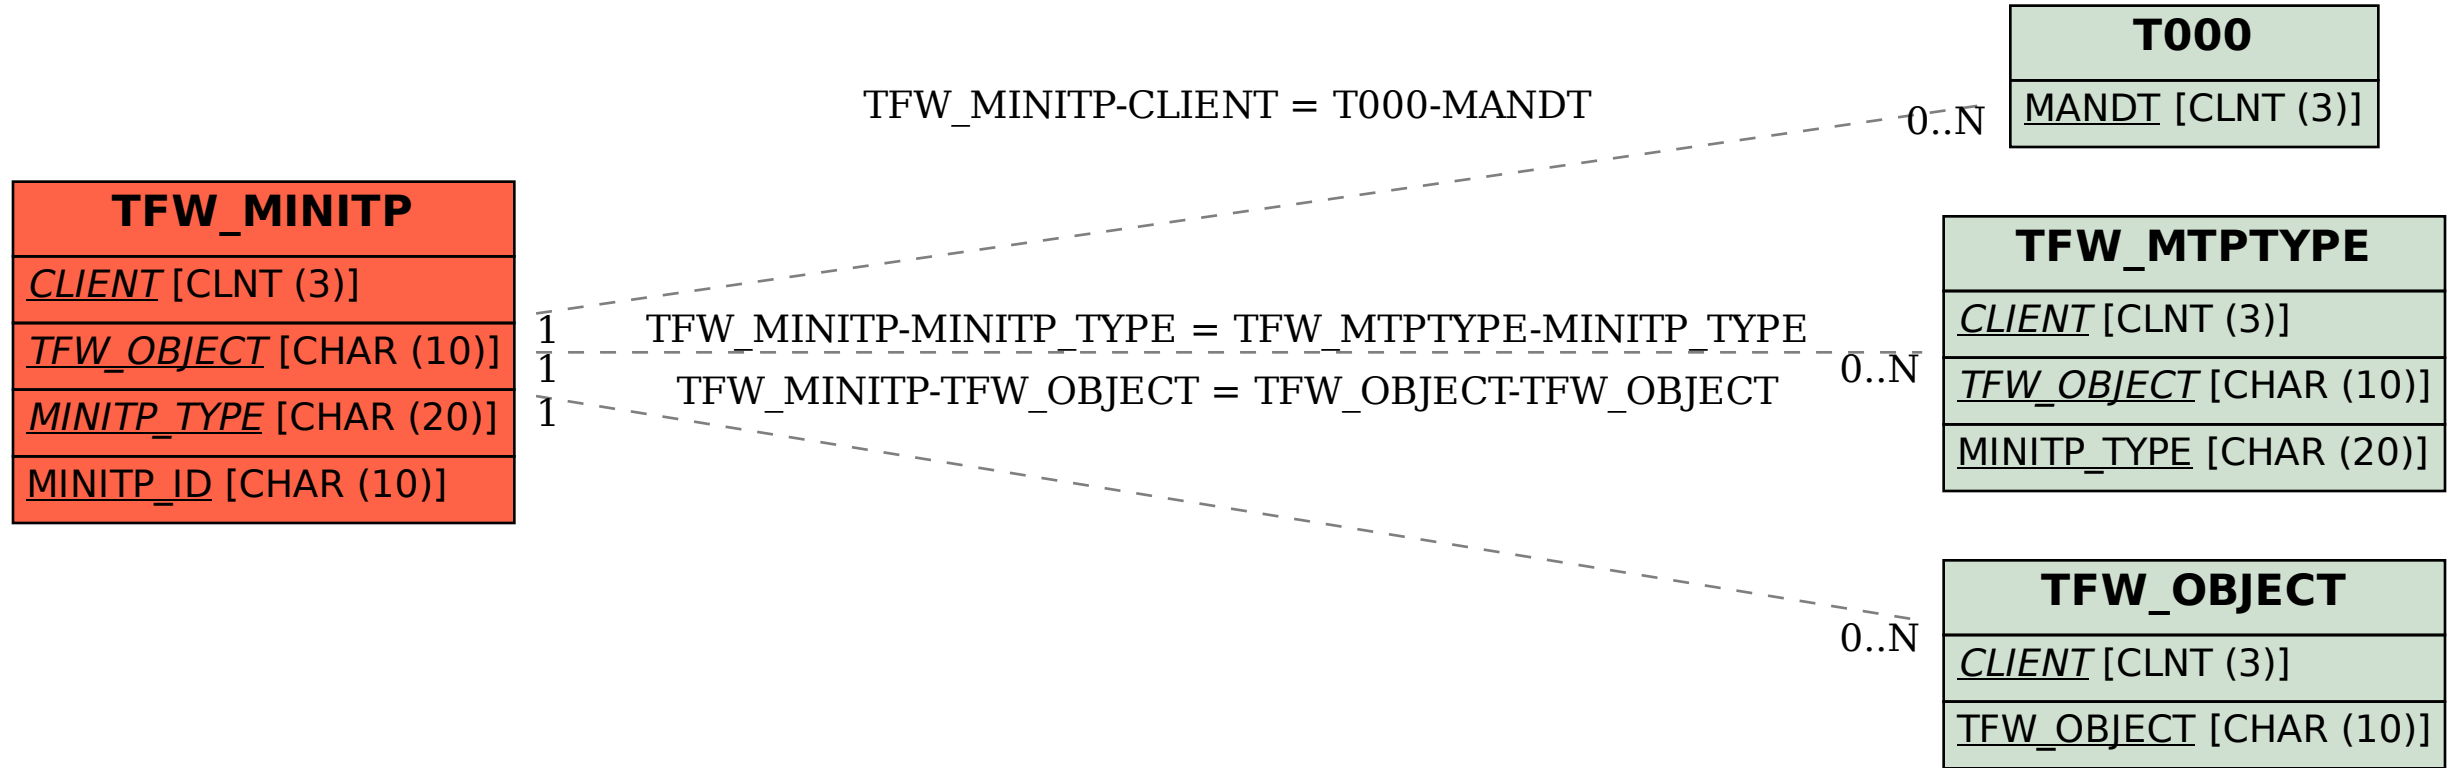 T000
MANDT [CLNT (3)]
TFW_MINITP-CLIENT = T000-MANDT
0..N
TFW_MINITP
CLIENT [CLNT (3)]
TFW_OBJECT [CHAR (10)]
MINITP_TYPE [CHAR (20)]
MINITP_ID [CHAR (10)]
1
TFW_MINITP-MINITP_TYPE = TFW_MTPTYPE-MINITP_TYPE
1
0..N
TFW_MINITP-TFW_OBJECT = TFW_OBJECT-TFW_OBJECT
1
0..N
TFW_MTPTYPE
CLIENT [CLNT (3)]
TFW_OBJECT [CHAR (10)]
MINITP_TYPE [CHAR (20)]
TFW_OBJECT
CLIENT [CLNT (3)]
TFW_OBJECT [CHAR (10)]